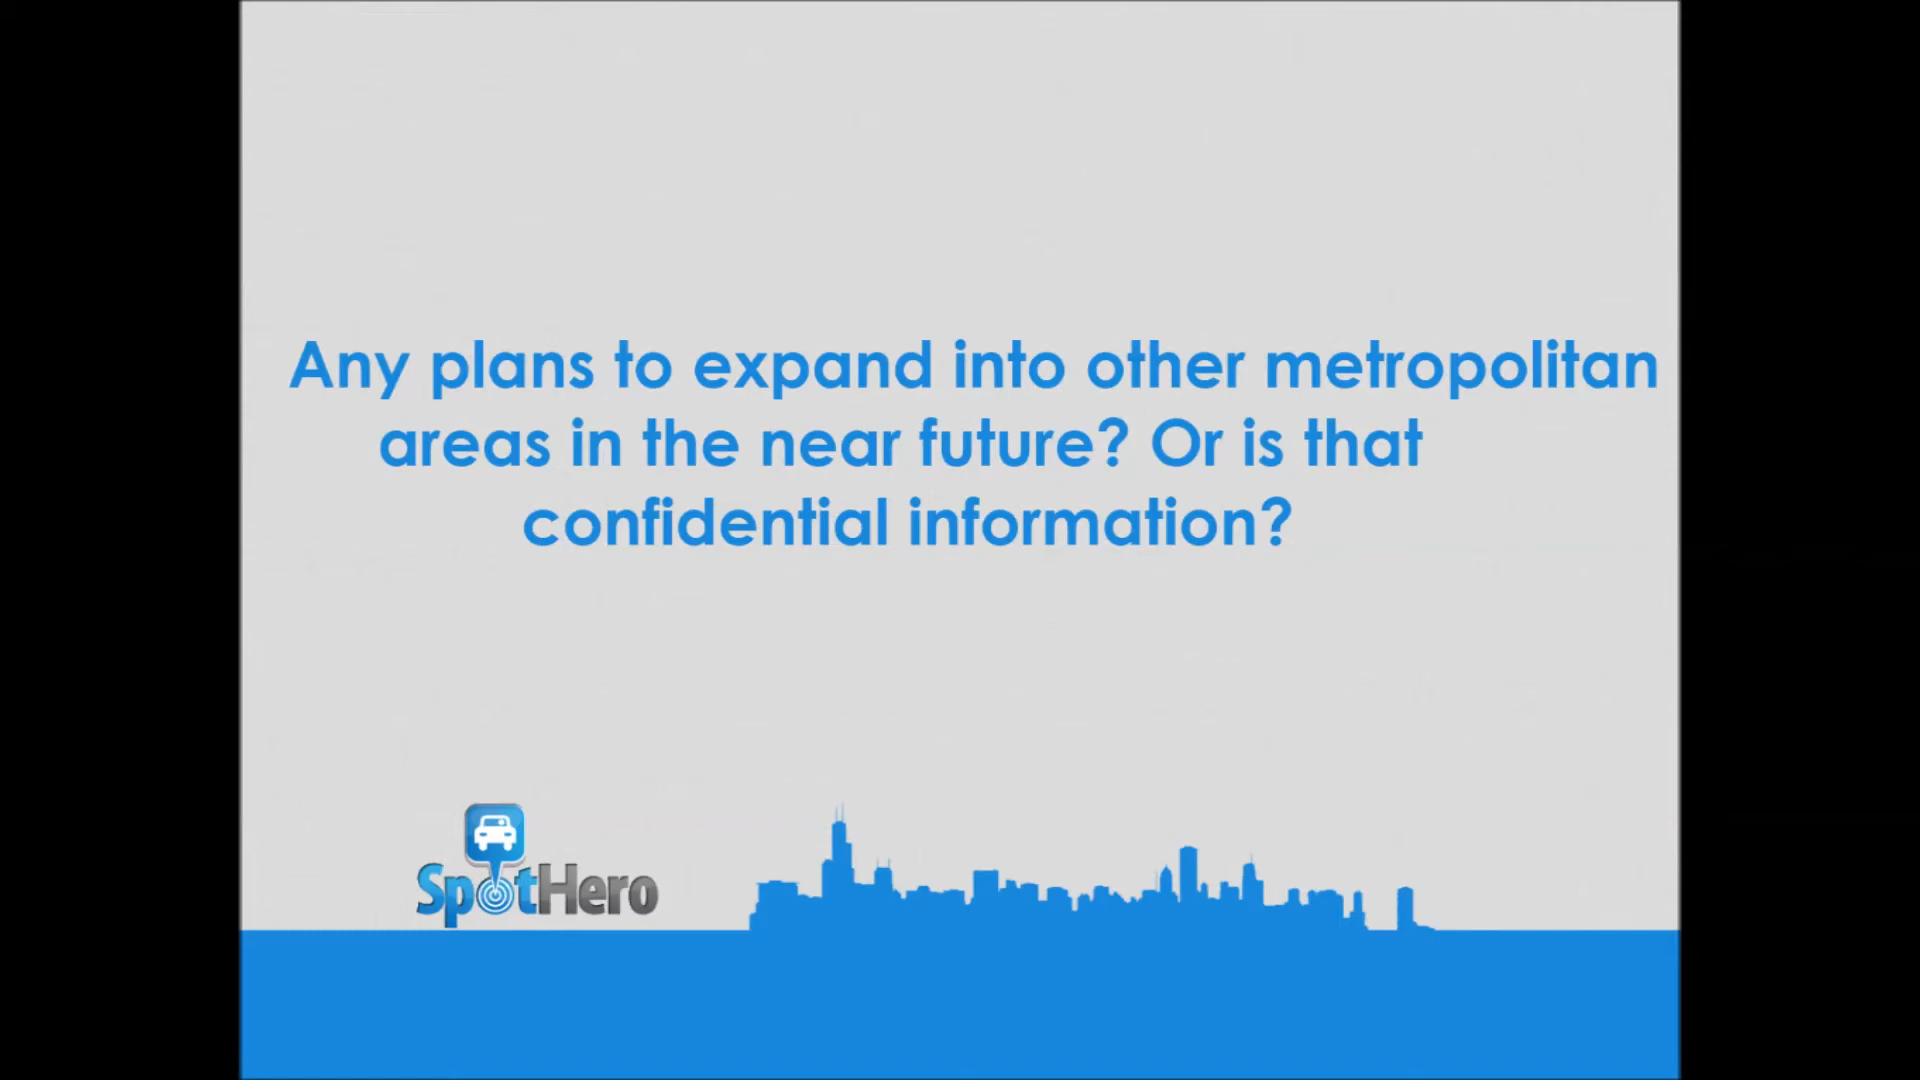 Any plans to expand into other metropolitan
areas in the near future? Or is that
confidential information?
SpotHero